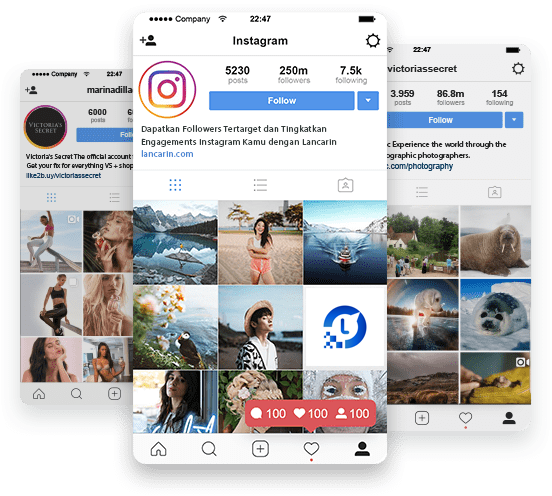 Company 22:47
Instagram
5230 250m 7.5k
posts followers following
Follow
Dapatkan Followers Tertarget dan Tingkatkan
Engagements Instagram Kamu dengan Lancarin
lancarin.com
L
100 100 100
Company 22:47
marinadilla
VICTORIA'S
SECRET
6000
posts
Follow
Victoria's Secret The official account
Get your fix for everything VS + shop
like2b.uy/victoriassecret
22:47
victoriassecret
3.959 86.8m 154
posts followers following
Follow
Experience the world through the
ographic photographers.
.com/photography